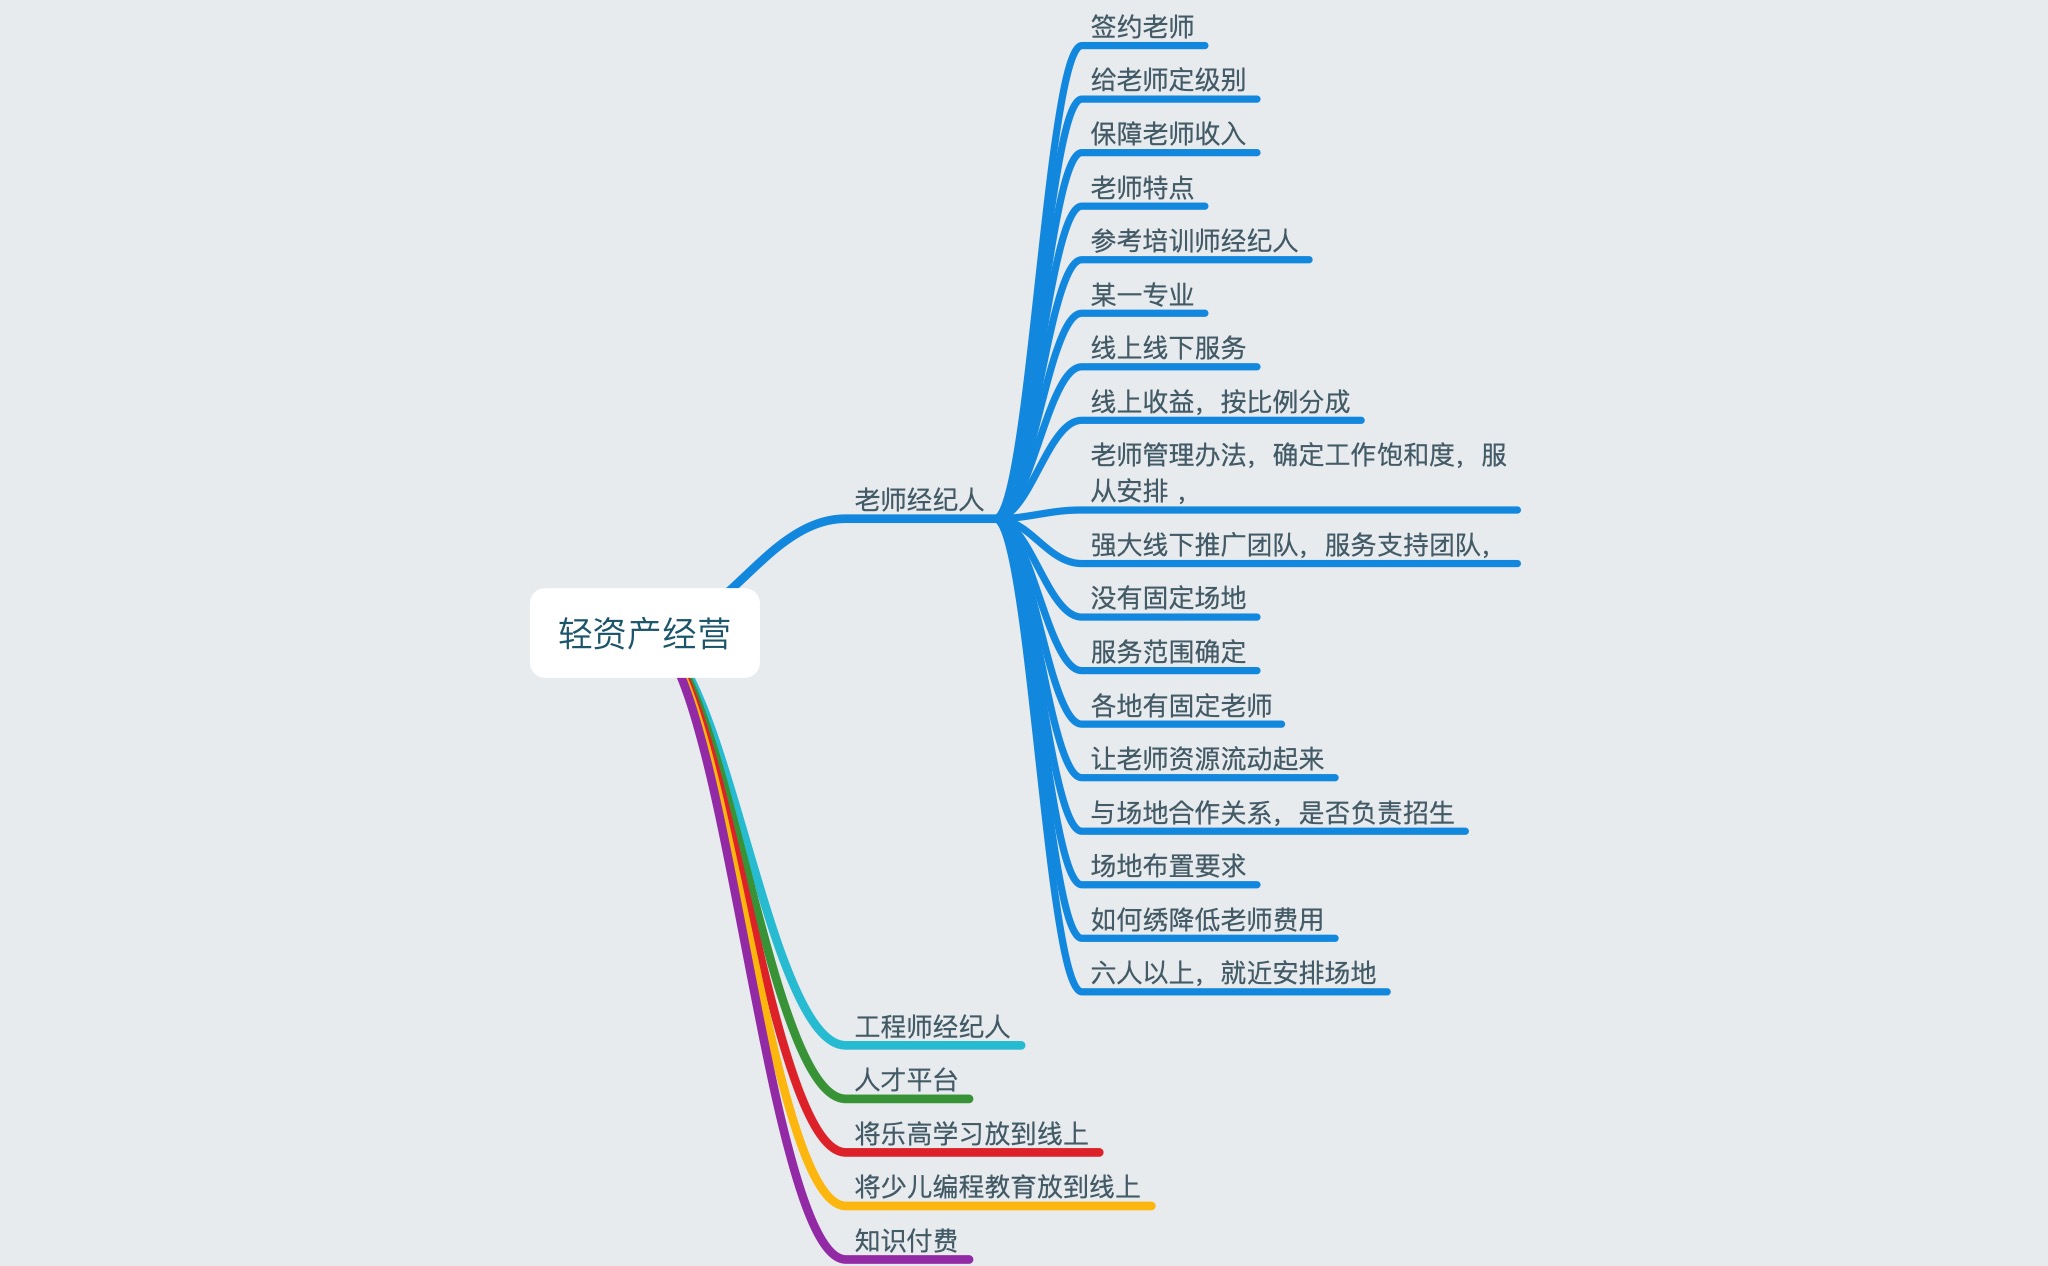 签约老师
给老师定级别
保障老师收入
老师特点
参考培训师经纪人
某一专业
线上线下服务
线上收益，按比例分成
老师管理办法，确定工作饱和度，服
从安排 ，
老师经纪人
强大线下推广团队，服务支持团队，
没有固定场地
轻资产经营
服务范围确定
各地有固定老师
让老师资源流动起来
与场地合作关系，是否负责招生
场地布置要求
如何绣降低老师费用
六人以上，就近安排场地
工程师经纪人
人才平台
将乐高学习放到线上
将少儿编程教育放到线上
知识付费